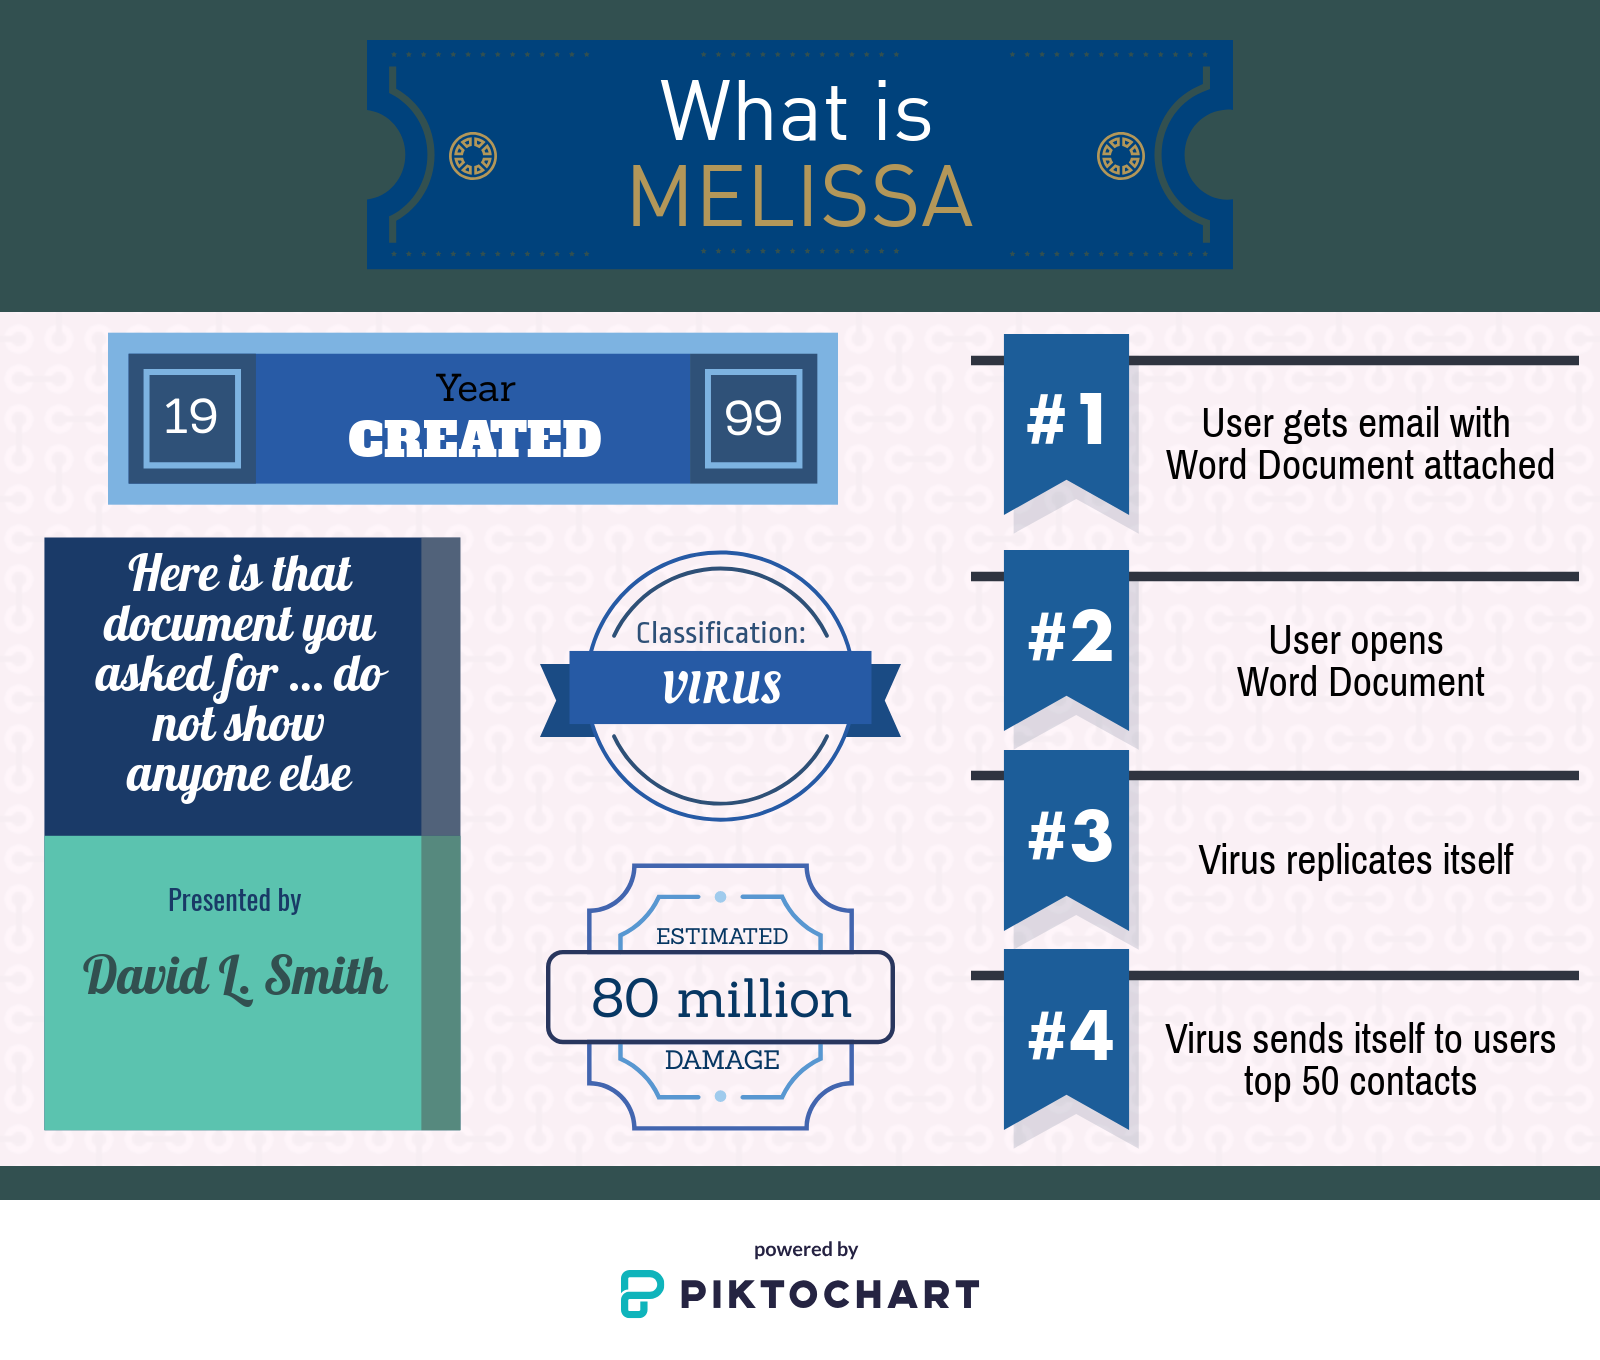 What is
MELISSA
19
Year
CREATED
99
Here is that
document you
asked for ... do
not show
anyone else
Presented by
David L. Smith
Classification:
VIRUS
ESTIMATED
80 million
DAMAGE
#1
User gets email with
Word Document attached
#2
User opens
Word Document
#3
Virus replicates itself
#4
Virus sends itself to users
top 50 contacts
powered by
PIKTOCHART